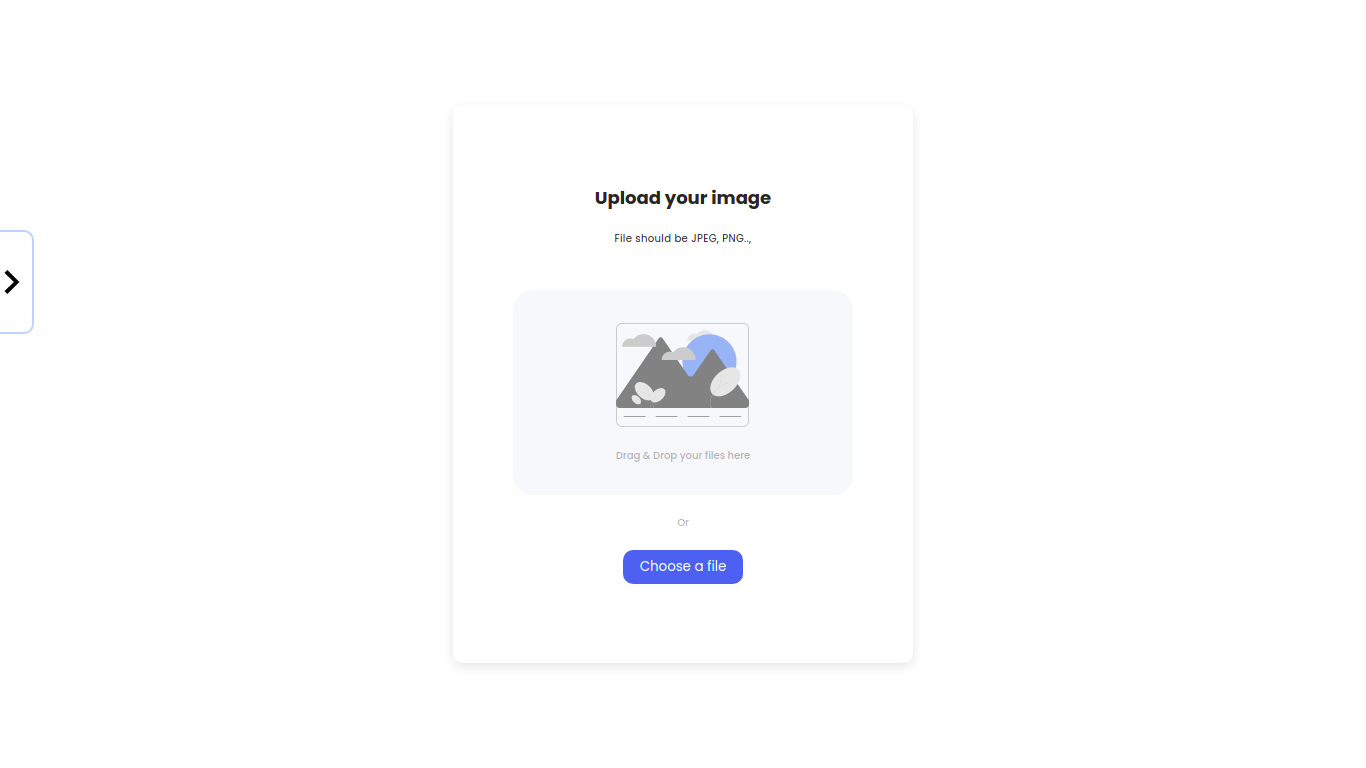 Upload your image
File should be JPEG, PNG..,
Drag & Drop your files here
Or
Choose a file